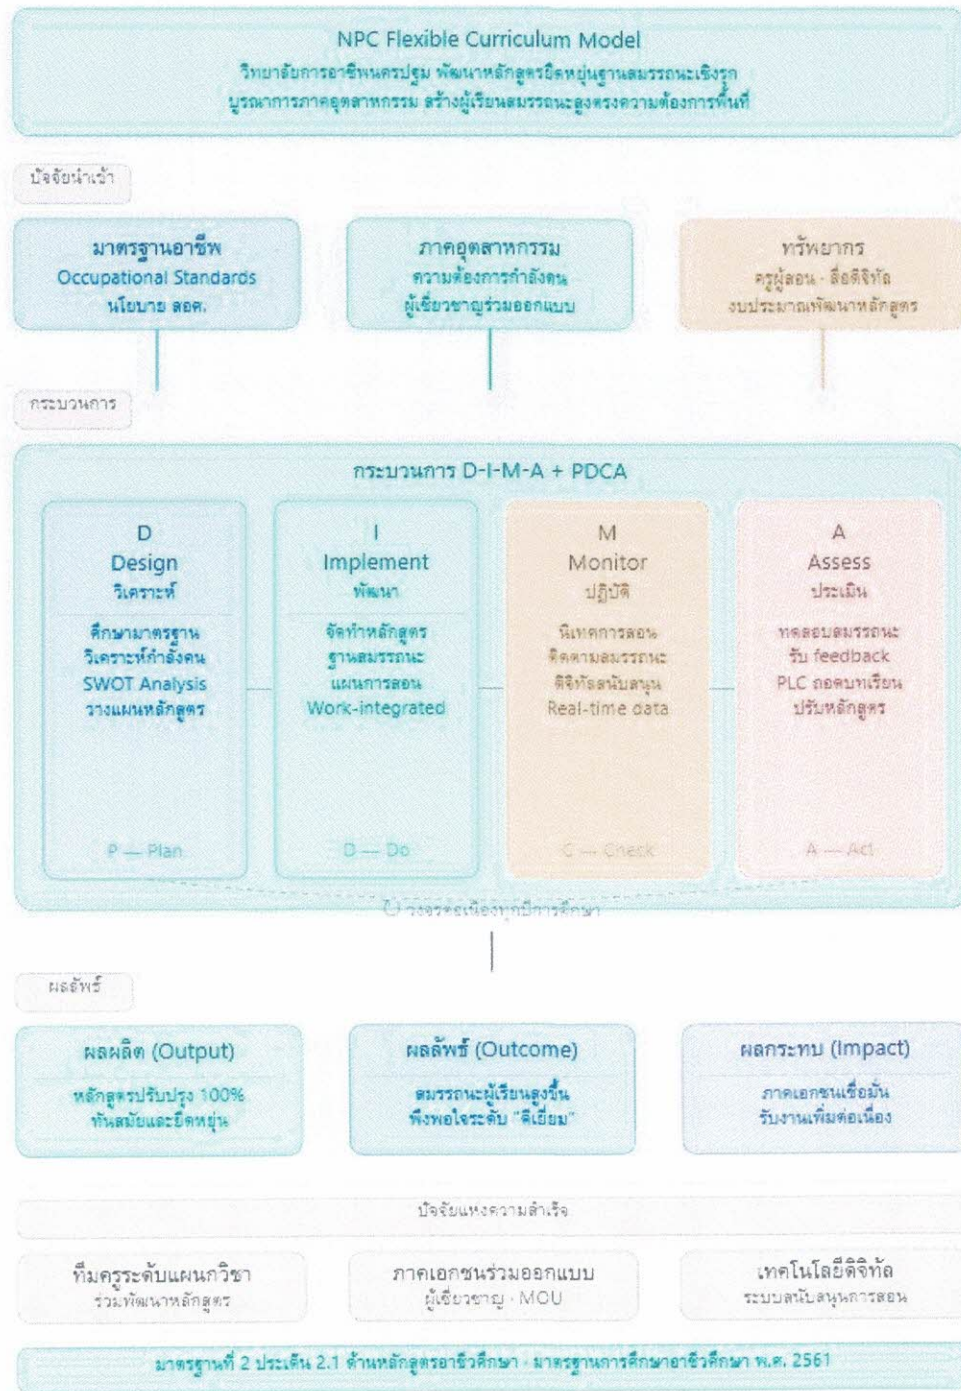 NPC Flexible Curriculum Model
วิทยาลัยการอาชีพนครปฐม พัฒนาหลักสูตรยืดหยุ่นฐานสมรรถนะเชิงรุก
บูรณาการภาคอุตสาหกรรม สร้างผู้เรียนสมรรถนะสูงตรงความต้องการพื้นที่
ปัจจัยนำเข้า
มาตรฐานอาชีพ
Occupational Standards
นโยบาย สอศ.
ภาคอุตสาหกรรม
ความต้องการกำลังคน
ผู้เชี่ยวชาญร่วมออกแบบ
ทรัพยากร
ครูผู้สอน · สื่อดิจิทัล
งบประมาณพัฒนาหลักสูตร
กระบวนการ
กระบวนการ D-I-M-A + PDCA
D
Design
วิเคราะห์
ศึกษามาตรฐาน
วิเคราะห์กำลังคน
SWOT Analysis
วางแผนหลักสูตร
P — Plan
I
Implement
พัฒนา
จัดทำหลักสูตร
ฐานสมรรถนะ
แผนการสอน
Work-integrated
D — Do
M
Monitor
ปฏิบัติ
นิเทศการสอน
ติดตามสมรรถนะ
ดิจิทัลสนับสนุน
Real-time data
C — Check
A
Assess
ประเมิน
ทดสอบสมรรถนะ
รับ feedback
PLC ถอดบทเรียน
ปรับหลักสูตร
A — Act
↻ วงจรต่อเนื่องทุกปีการศึกษา
ผลลัพธ์
ผลผลิต (Output)
หลักสูตรปรับปรุง 100%
ทันสมัยและยืดหยุ่น
ผลลัพธ์ (Outcome)
สมรรถนะผู้เรียนสูงขึ้น
พึงพอใจระดับ "ดีเยี่ยม"
ผลกระทบ (Impact)
ภาคเอกชนเชื่อมั่น
รับงานเพิ่มต่อเนื่อง
ปัจจัยแห่งความสำเร็จ
ทีมครูระดับแผนกวิชา
ร่วมพัฒนาหลักสูตร
ภาคเอกชนร่วมออกแบบ
ผู้เชี่ยวชาญ · MOU
เทคโนโลยีดิจิทัล
ระบบสนับสนุนการสอน
มาตรฐานที่ 2 ประเด็น 2.1 ด้านหลักสูตรอาชีวศึกษา · มาตรฐานการศึกษาอาชีวศึกษา พ.ศ. 2561